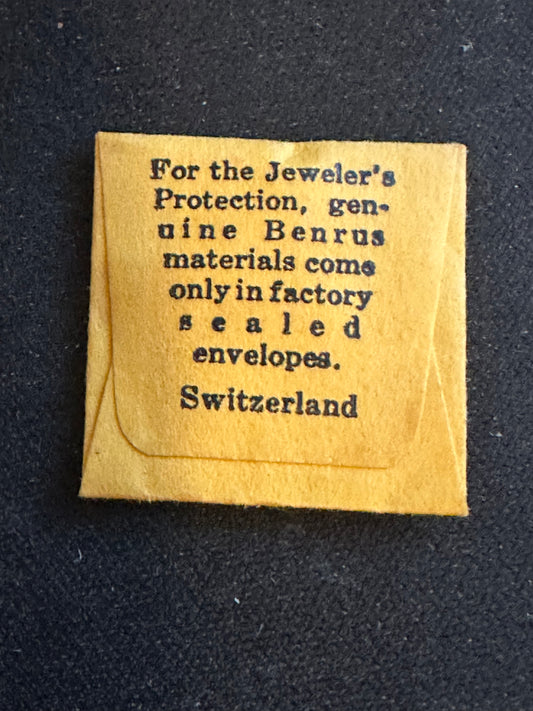 For the Jeweler's
Protection, gen-
uine Benrus
materials come
only in factory
sealed
envelopes.
Switzerland